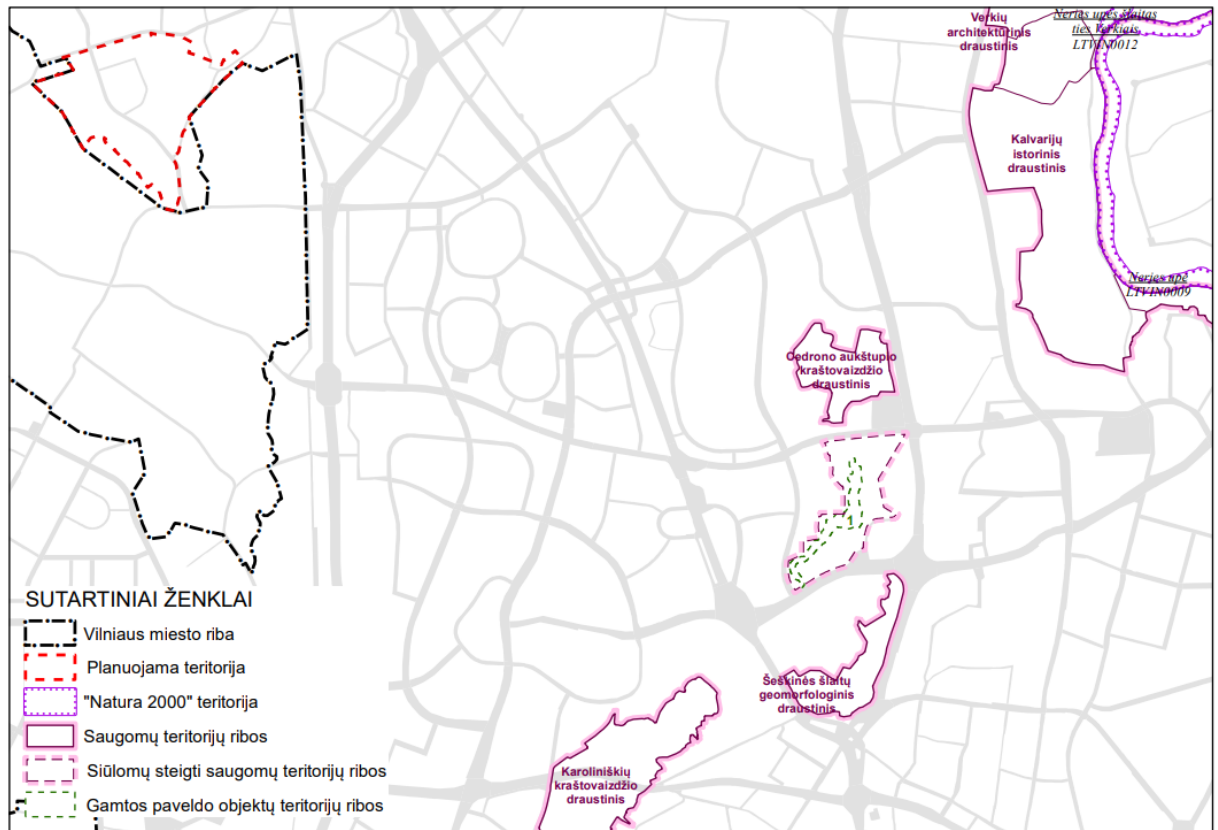 Verkių
architektūrinis
draustinis
Neries upės šlaitas
ties Verkiais
LTVIN0012
Kalvarijų
istorinis
draustinis
Neries upė
LTVIN0009
Cedrono aukštupio
kraštovaizdžio
draustinis
Šeškinės šlaitų
geomorfologinis
draustinis
Karoliniškių
kraštovaizdžio
draustinis
SUTARTINIAI ŽENKLAI
Vilniaus miesto riba
Planuojama teritorija
"Natura 2000" teritorija
Saugomų teritorijų ribos
Siūlomų steigti saugomų teritorijų ribos
Gamtos paveldo objektų teritorijų ribos